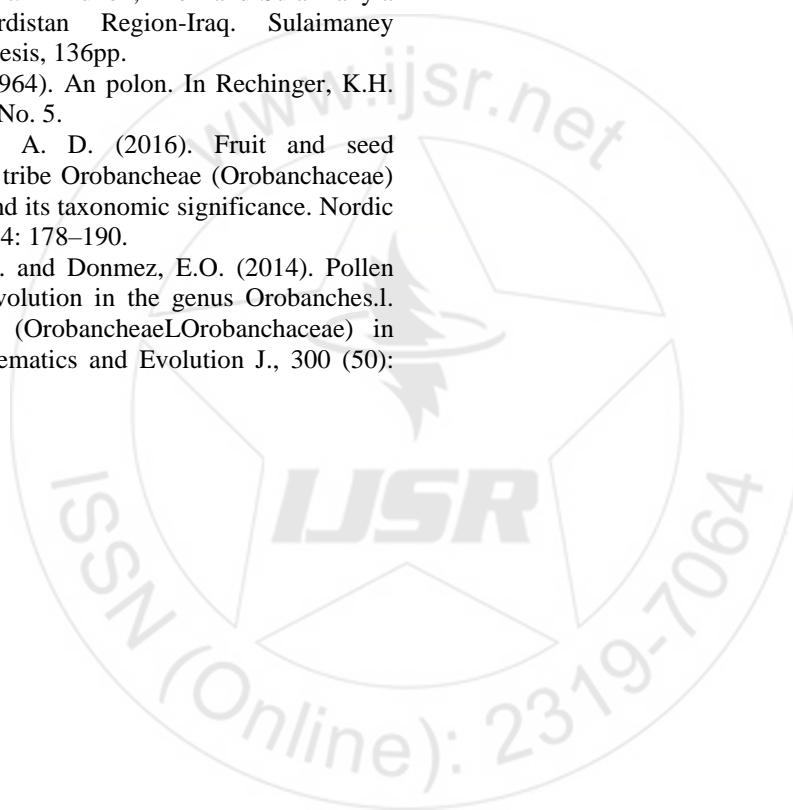 rdistan Region-Iraq. Sulaimaney
esis, 136pp.
964). An polon. In Rechinger, K.H.
No. 5.
A. D. (2016). Fruit and seed
tribe Orobancheae (Orobanchaceae)
nd its taxonomic significance. Nordic
4: 178–190.
. and Donmez, E.O. (2014). Pollen
volution in the genus Orobanches.l.
(OrobancheaeLOrobanchaceae) in
ematics and Evolution J., 300 (50):
www.ijsr.net
IJSR
ISSN (Online): 2319-7064